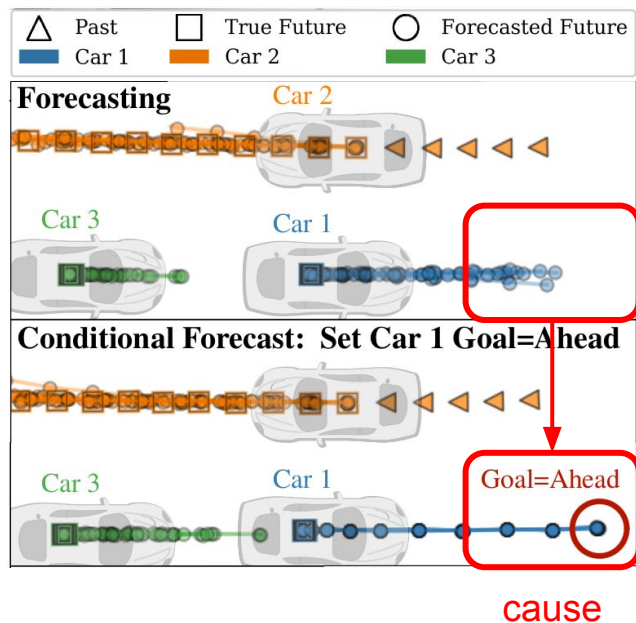 Past True Future Forecasted Future
Car 1 Car 2 Car 3
Forecasting
Car 2
Car 3 Car 1
Conditional Forecast: Set Car 1 Goal=Ahead
Car 3 Car 1 Goal=Ahead
cause